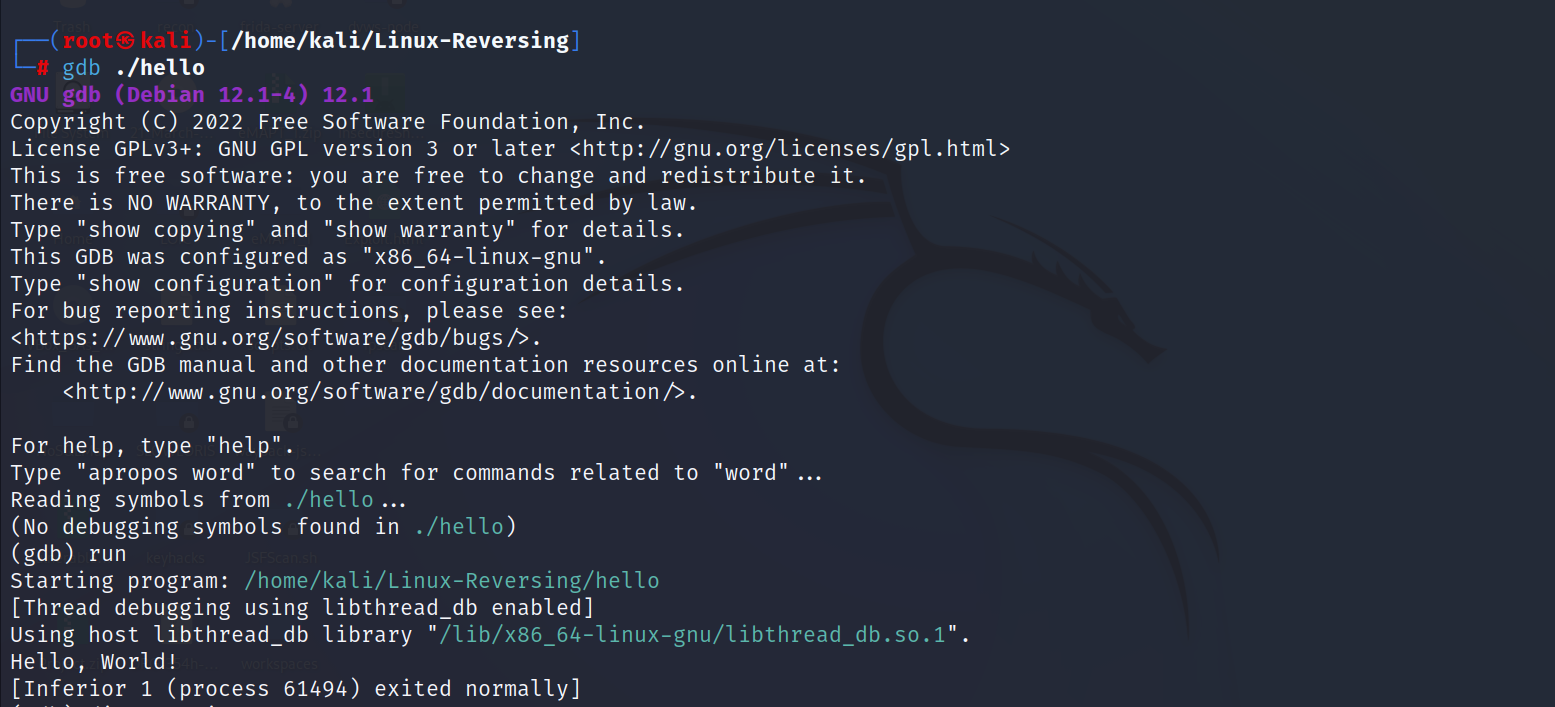 ┌──(root㉿kali)-[/home/kali/Linux-Reversing]
└─# gdb ./hello
GNU gdb (Debian 12.1-4) 12.1
Copyright (C) 2022 Free Software Foundation, Inc.
License GPLv3+: GNU GPL version 3 or later <http://gnu.org/licenses/gpl.html>
This is free software: you are free to change and redistribute it.
There is NO WARRANTY, to the extent permitted by law.
Type "show copying" and "show warranty" for details.
This GDB was configured as "x86_64-linux-gnu".
Type "show configuration" for configuration details.
For bug reporting instructions, please see:
<https://www.gnu.org/software/gdb/bugs/>.
Find the GDB manual and other documentation resources online at:
    <http://www.gnu.org/software/gdb/documentation/>.

For help, type "help".
Type "apropos word" to search for commands related to "word"...
Reading symbols from ./hello...
(No debugging symbols found in ./hello)
(gdb) run
Starting program: /home/kali/Linux-Reversing/hello
[Thread debugging using libthread_db enabled]
Using host libthread_db library "/lib/x86_64-linux-gnu/libthread_db.so.1".
Hello, World!
[Inferior 1 (process 61494) exited normally]